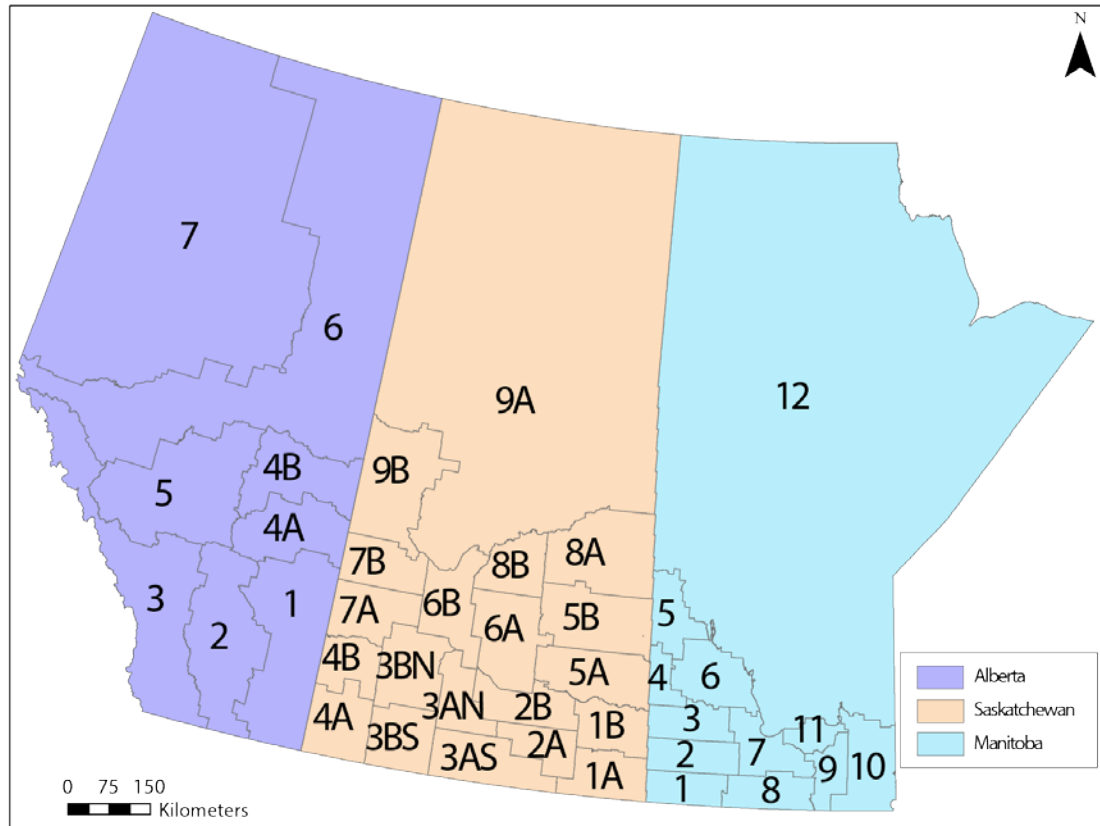 N
7
6
9A
12
4B
9B
5
4A
8B
8A
7B
3
1
2
7A
6B
6A
5B
5
4B
3BN
5A
4
6
4A
3AN
2B
1B
3
11
3BS
3AS
2A
2
7
9
10
1A
1
8
Alberta
Saskatchewan
Manitoba
0 75 150
Kilometers